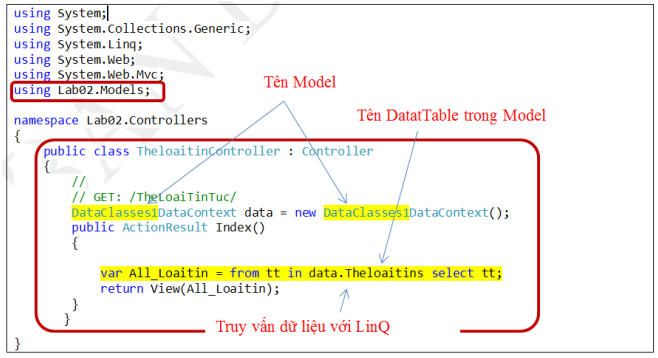 using System;
using System.Collections.Generic;
using System.Linq;
using System.Web;
using System.Web.Mvc;
using Lab02.Models;
Tên Model
Tên DatatTable trong Model
namespace Lab02.Controllers
{
public class TheloaitinController : Controller
{
//
// GET: /TheLoaiTinTuc/
DataClasses1DataContext data = new DataClasses1DataContext();
public ActionResult Index()
{
var All_Loaitin = from tt in data.Theloaitins select tt;
return View(All_Loaitin);
}
}
Truy vấn dữ liệu với LinQ
}